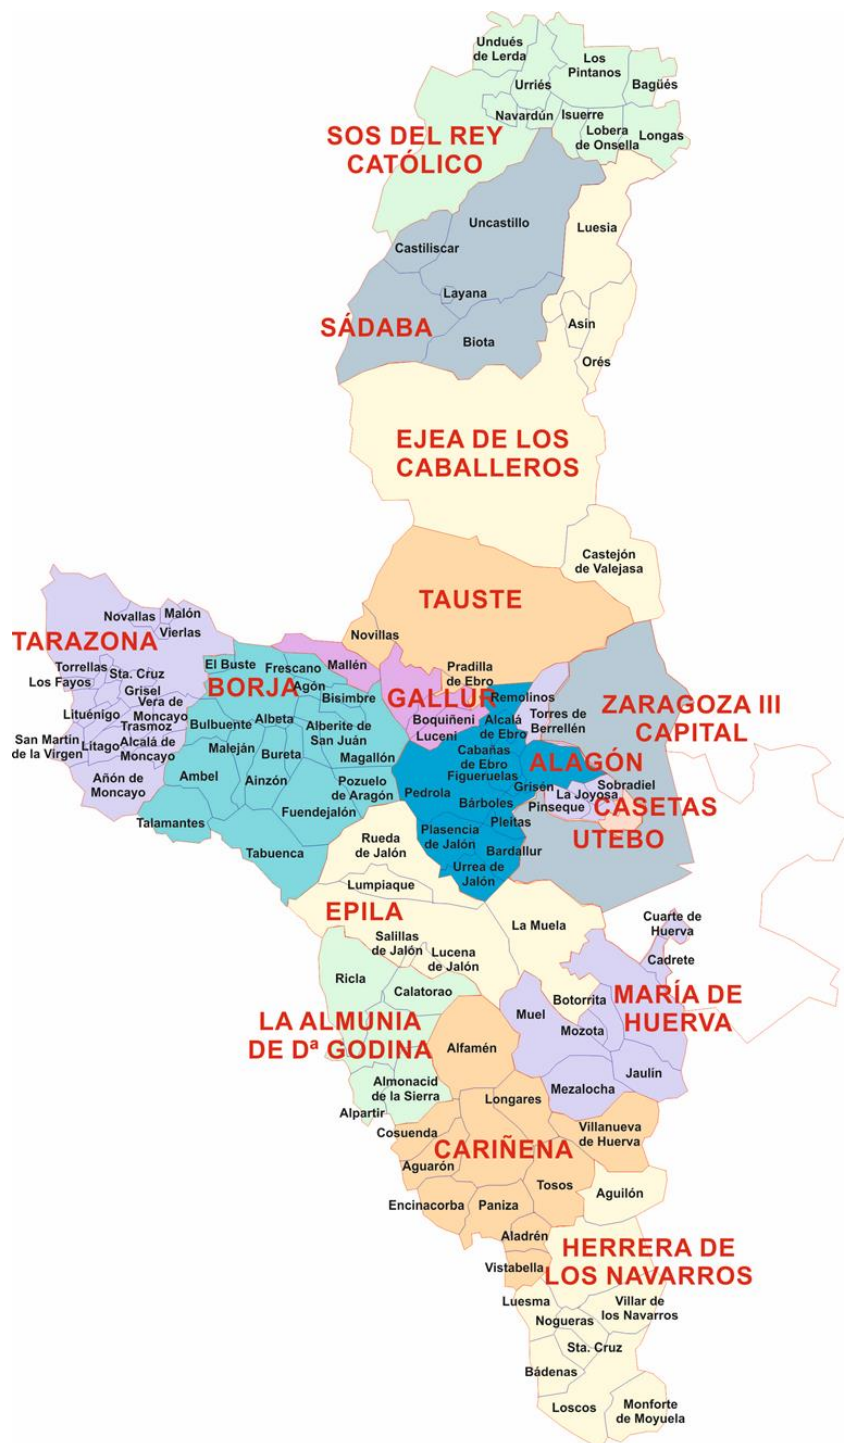 Undués
de Lerda
Los
Pintanos
Urriés
Bagüés
Navardún
Isuerre
Lobera
de Onsella
Longas
SOS DEL REY
CATÓLICO
Uncastillo
Luesia
Castiliscar
Layana
SÁDABA
Asín
Biota
Orés
EJEA DE LOS
CABALLEROS
Castejón
de Valejasa
TAUSTE
Novillas
Novallas
Malón
Vierlas
TARAZONA
Torrellas
Sta. Cruz
Los Fayos
Grisel
Vera de
Moncayo
Lituénigo
Trasmoz
San Martín
de la Virgen
Litago
Alcalá de
Moncayo
Añón de
Moncayo
El Buste
Frescano
Mallén
BORJA
Agón
Bisimbre
Bulbuente
Albeta
Alberite de
San Juán
Maleján
Bureta
Magallón
Ambel
Ainzón
Pozuelo
de Aragón
Fuendejalón
Talamantes
Tabuenca
Pradilla
de Ebro
GALLUR
Remolinos
Boquiñeni
Luceni
Alcalá
de Ebro
Torres de
Berrellén
ZARAGOZA III
CAPITAL
Cabañas
de Ebro
ALAGÓN
Figueruelas
Pedrola
Grisén
Sobradiel
La Joyosa
Bárboles
Pinseque
CASETAS
Pleitas
UTEBO
Plasencia
de Jalón
Bardallur
Urrea de
Jalón
Rueda
de Jalón
Lumpiaque
EPILA
La Muela
Salillas
de Jalón
Lucena
de Jalón
Cuarte de
Huerva
Cadrete
Ricla
Calatorao
Botorrita
MARÍA DE
HUERVA
LA ALMUNIA
DE Dª GODINA
Muel
Mozota
Alfamén
Jaulín
Almonacid
de la Sierra
Mezalocha
Alpartir
Longares
Cosuenda
Villanueva
de Huerva
CARIÑENA
Aguarón
Tosos
Aguilón
Encinacorba
Paniza
Aladrén
HERRERA DE
LOS NAVARROS
Vistabella
Luesma
Villar de
los Navarros
Nogueras
Sta. Cruz
Bádenas
Loscos
Monforte
de Moyuela